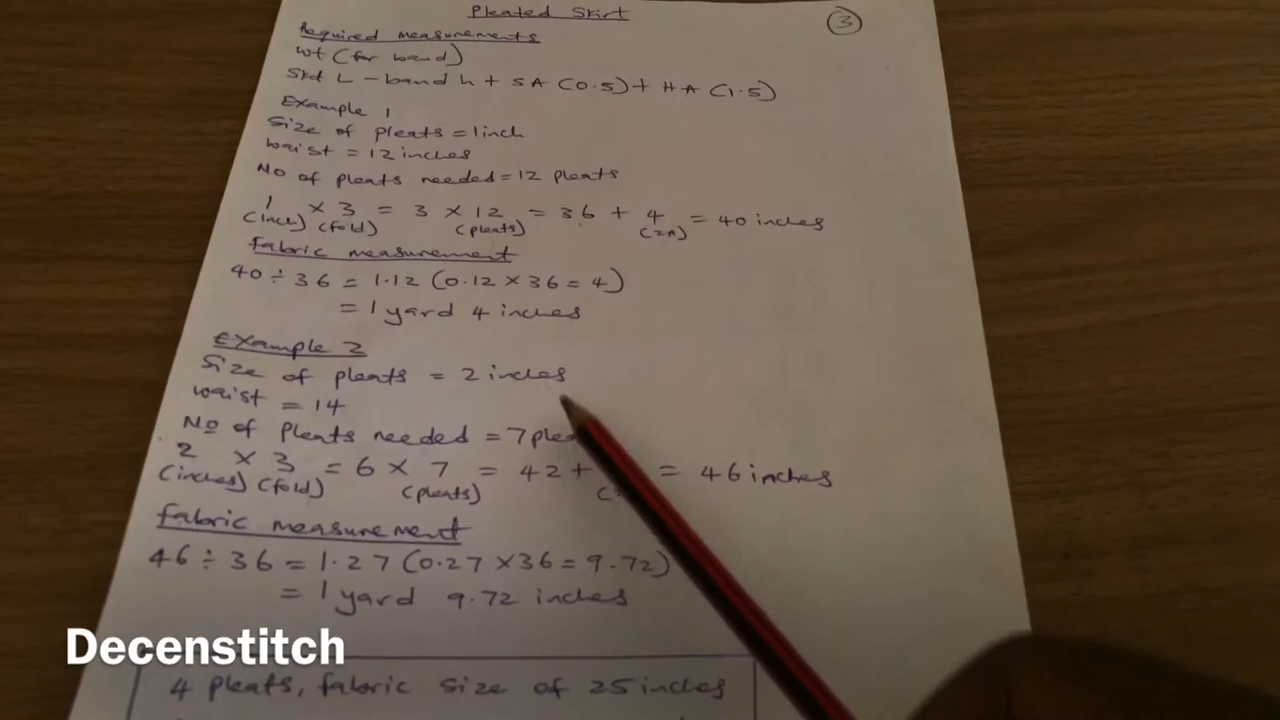 Pleated Skirt
3
Required measurements
wt (for band)
Skt L - band h + SA (0.5) + HA (1.5)
Example 1
Size of pleats = 1 inch
waist = 12 inches
No of pleats needed = 12 pleats
1 × 3 = 3 × 12 = 36 + 4 = 40 inches
(inch) (fold) (pleats) (SA)
Fabric measurement
40 ÷ 36 = 1.12 (0.12 × 36 = 4)
= 1 yard 4 inches
Example 2
Size of pleats = 2 inches
waist = 14
No of Pleats needed = 7
2 × 3 = 6 × 7 = 42 + = 46 inches
(inches) (fold) (pleats)
fabric measurement
46 ÷ 36 = 1.27 (0.27 × 36 = 9.72)
= 1 yard 9.72 inches
Decenstitch
4 pleats, fabric size of 25 inches